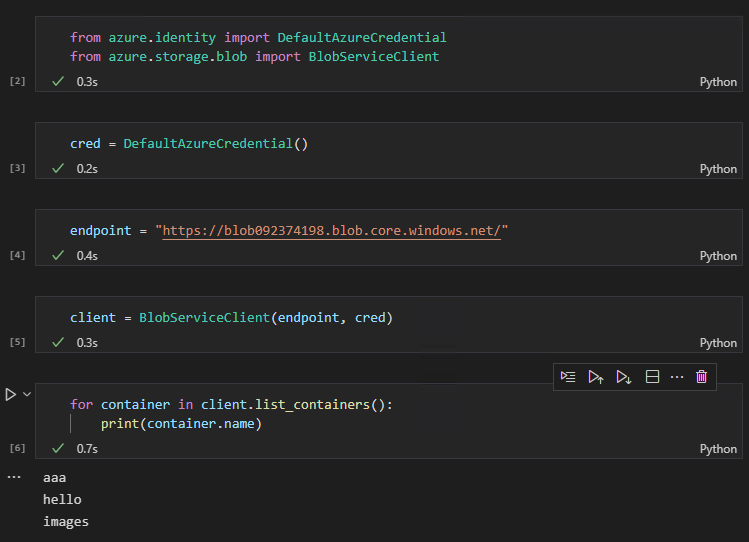 from azure.identity import DefaultAzureCredential
from azure.storage.blob import BlobServiceClient
[2] 0.3s Python
cred = DefaultAzureCredential()
[3] 0.2s Python
endpoint = "https://blob092374198.blob.core.windows.net/"
[4] 0.4s Python
client = BlobServiceClient(endpoint, cred)
[5] 0.3s Python
for container in client.list_containers():
    print(container.name)
[6] 0.7s Python
aaa
hello
images